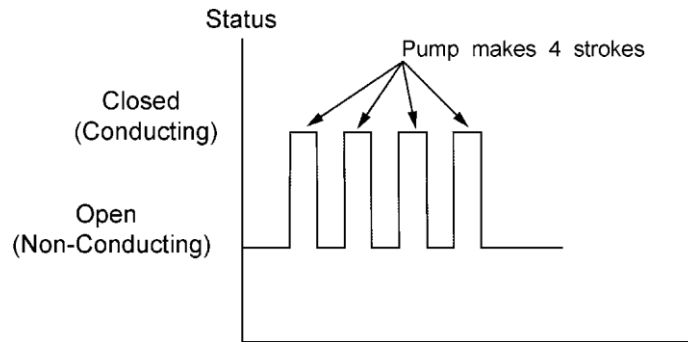 Status
Pump makes 4 strokes
Closed
(Conducting)
Open
(Non-Conducting)